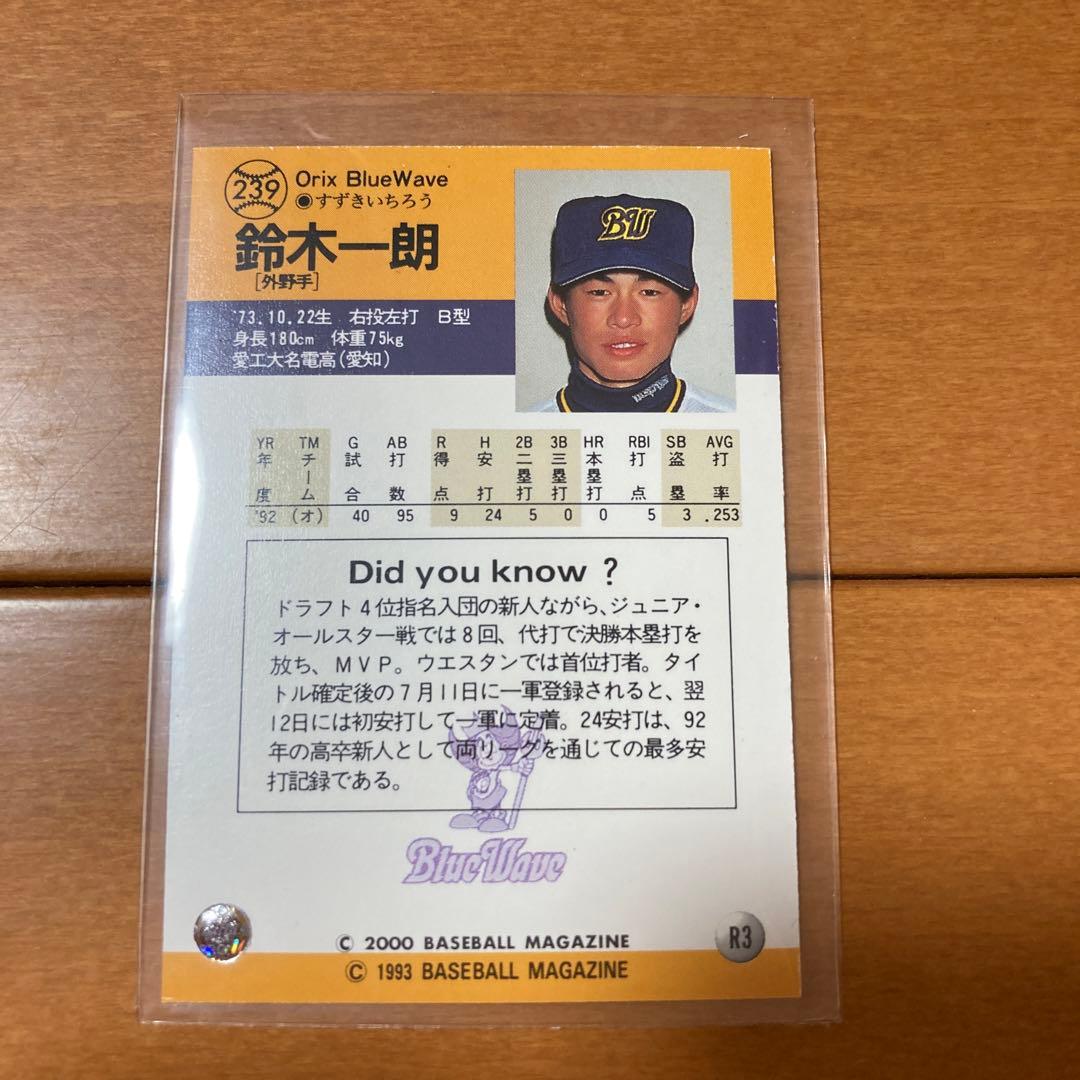 239
Orix BlueWave
●すずきいちろう
鈴木一朗
[外野手]
BW
'73.10.22生 右投左打 B型
身長180cm 体重75kg
愛工大名電高(愛知)
YR TM G AB R H 2B 3B HR RBI SB AVG
年度 チーム 試合 打数 得点 安打 二塁打 三塁打 本塁打 打点 盗塁 打率
'92 (オ) 40 95 9 24 5 0 0 5 3 .253
Did you know ?
ドラフト4位指名入団の新人ながら、ジュニア・
オールスター戦では8回、代打で決勝本塁打を
放ち、MVP。ウエスタンでは首位打者。タイ
トル確定後の7月11日に一軍登録されると、翌
12日には初安打して一軍に定着。24安打は、92
年の高卒新人として両リーグを通じての最多安
打記録である。
BlueWave
© 2000 BASEBALL MAGAZINE
R3
© 1993 BASEBALL MAGAZINE